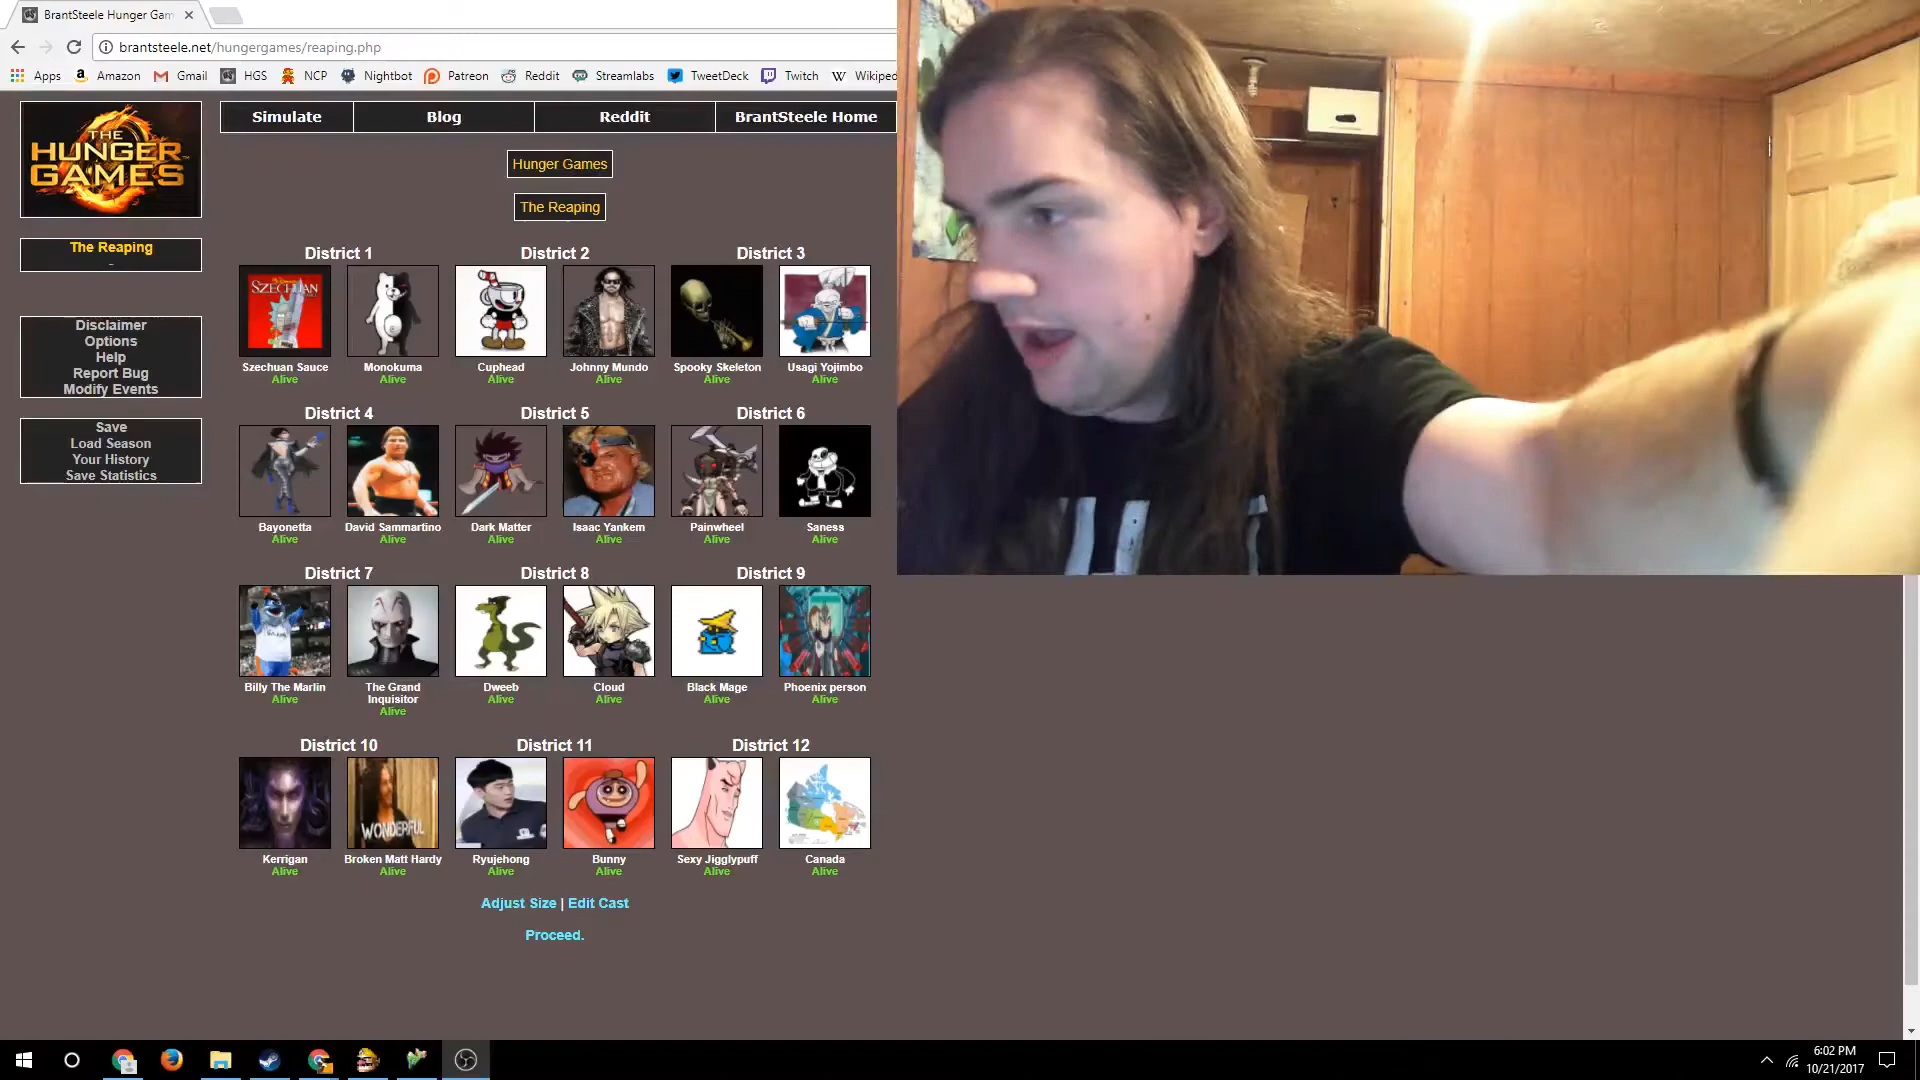 BrantSteele Hunger Gam
brantsteele.net/hungergames/reaping.php
Apps Amazon Gmail HGS NCP Nightbot Patreon Reddit Streamlabs TweetDeck Twitch Wikiped
THE
HUNGER
GAMES
Simulate Blog Reddit BrantSteele Home
Hunger Games
The Reaping
The Reaping
-
Disclaimer
Options
Help
Report Bug
Modify Events
Save
Load Season
Your History
Save Statistics
District 1 District 2 District 3
SZECHUAN
Szechuan Sauce Monokuma Cuphead Johnny Mundo Spooky Skeleton Usagi Yojimbo
Alive Alive Alive Alive Alive Alive
District 4 District 5 District 6
Bayonetta David Sammartino Dark Matter Isaac Yankem Painwheel Saness
Alive Alive Alive Alive Alive Alive
District 7 District 8 District 9
Billy The Marlin The Grand Inquisitor Dweeb Cloud Black Mage Phoenix person
Alive Alive Alive Alive Alive Alive
District 10 District 11 District 12
WONDERFUL
Kerrigan Broken Matt Hardy Ryujehong Bunny Sexy Jigglypuff Canada
Alive Alive Alive Alive Alive Alive
Adjust Size | Edit Cast
Proceed.
6:02 PM
10/21/2017